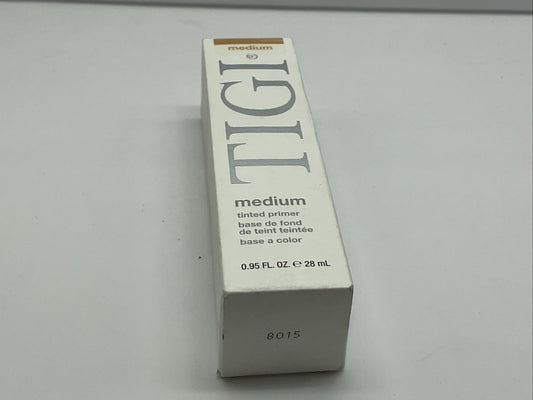 medium
TIGI
medium
tinted primer
base de fond
de teint teintée
base a color
0.95 FL. OZ. ℮ 28 mL
8015